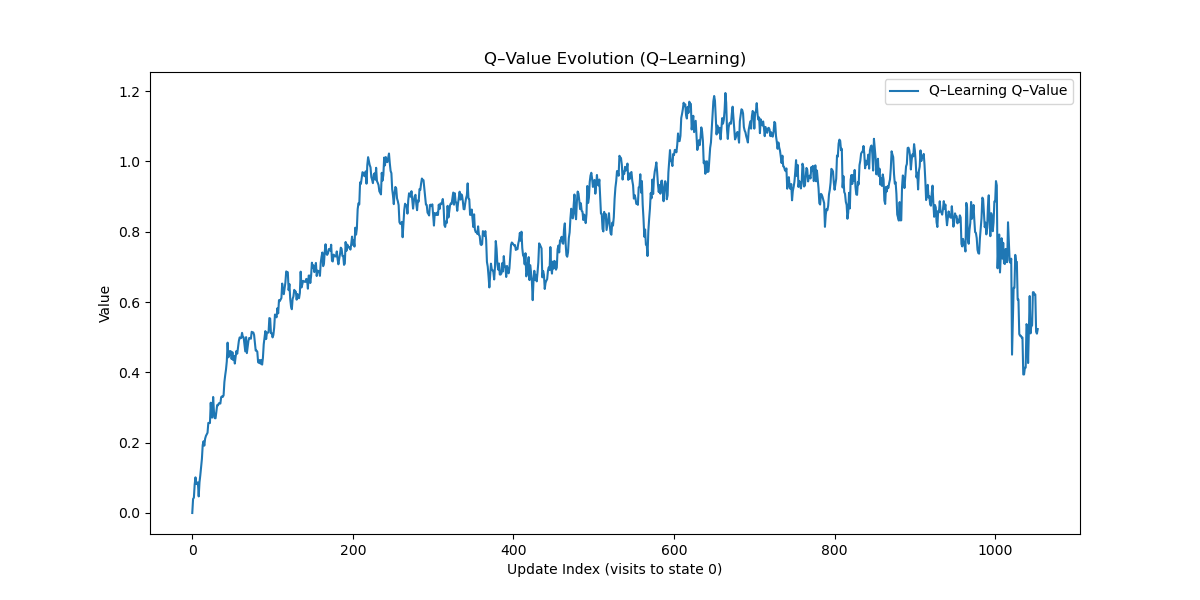 Q–Value Evolution (Q–Learning)
Q–Learning Q–Value
Value
1.2
1.0
0.8
0.6
0.4
0.2
0.0
0 200 400 600 800 1000
Update Index (visits to state 0)